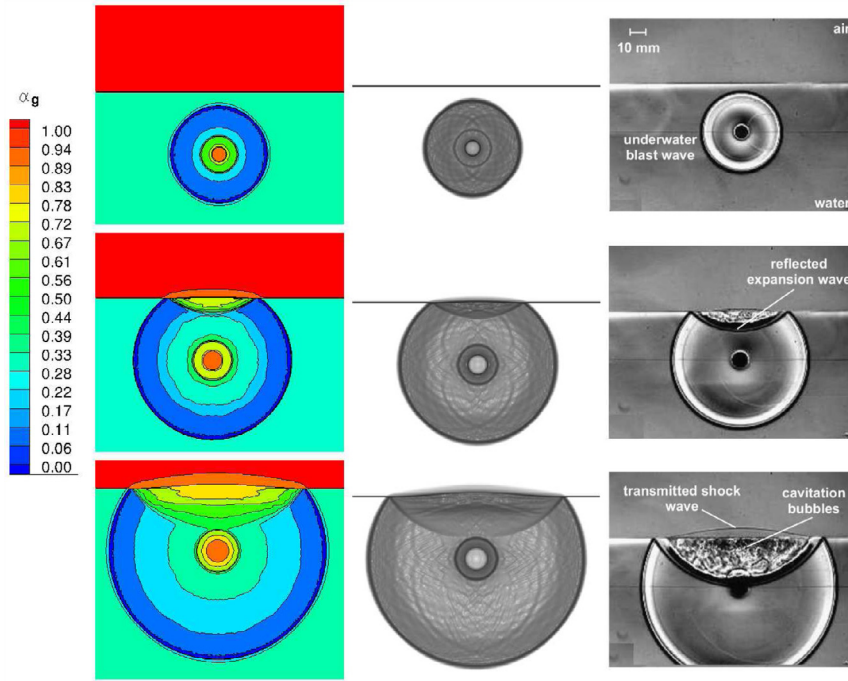 αg
1.00
0.94
0.89
0.83
0.78
0.72
0.67
0.61
0.56
0.50
0.44
0.39
0.33
0.28
0.22
0.17
0.11
0.06
0.00
10 mm
air
underwater
blast wave
water
reflected
expansion wave
transmitted shock
wave
cavitation
bubbles